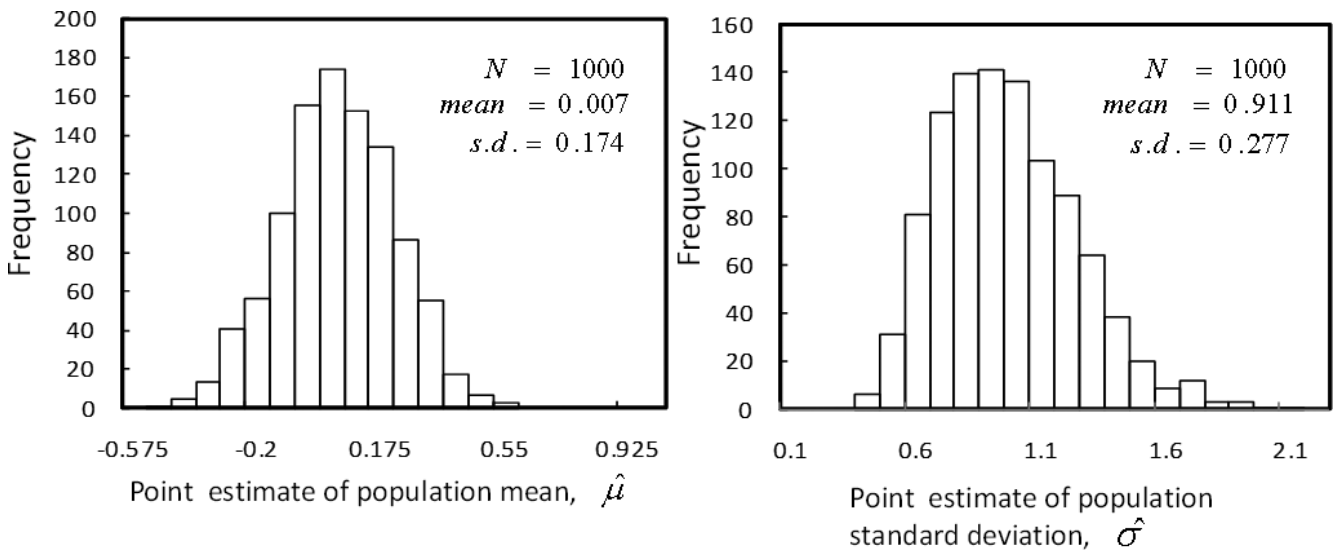 200
180
160
140
120
100
80
60
40
20
0
Frequency
N = 1000
mean = 0.007
s.d. = 0.174
-0.575 -0.2 0.175 0.55 0.925
Point estimate of population mean, μ̂
160
140
120
100
80
60
40
20
0
Frequency
N = 1000
mean = 0.911
s.d. = 0.277
0.1 0.6 1.1 1.6 2.1
Point estimate of population
standard deviation, σ̂